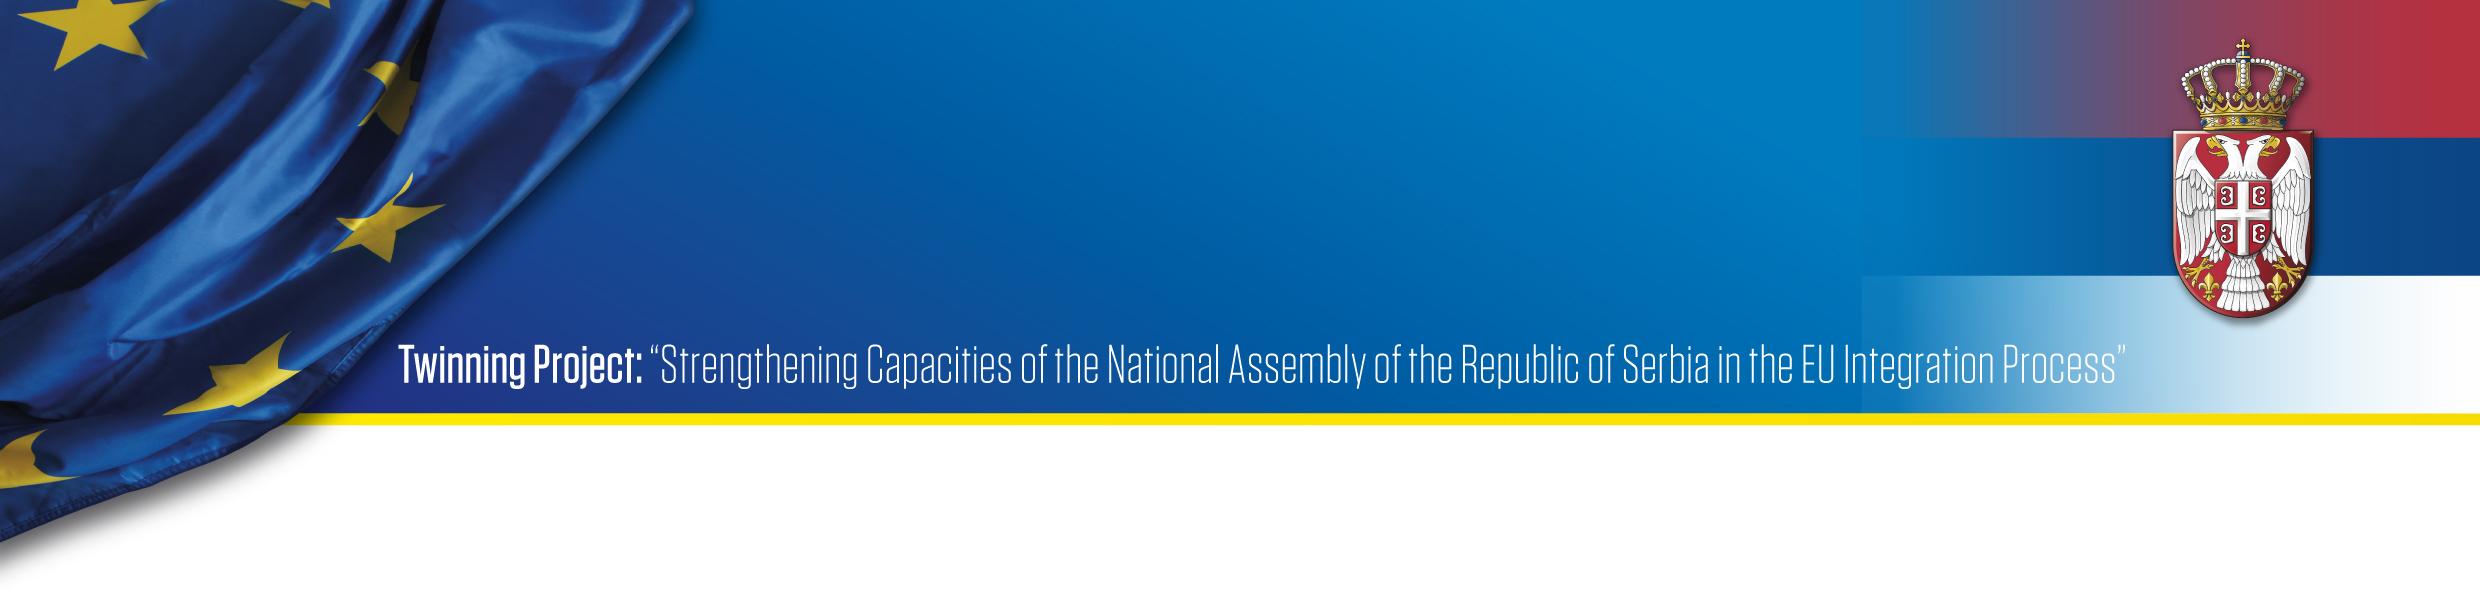 Twinning Project: “Strengthening Capacities of the National Assembly of the Republic of Serbia in the EU Integration Process”